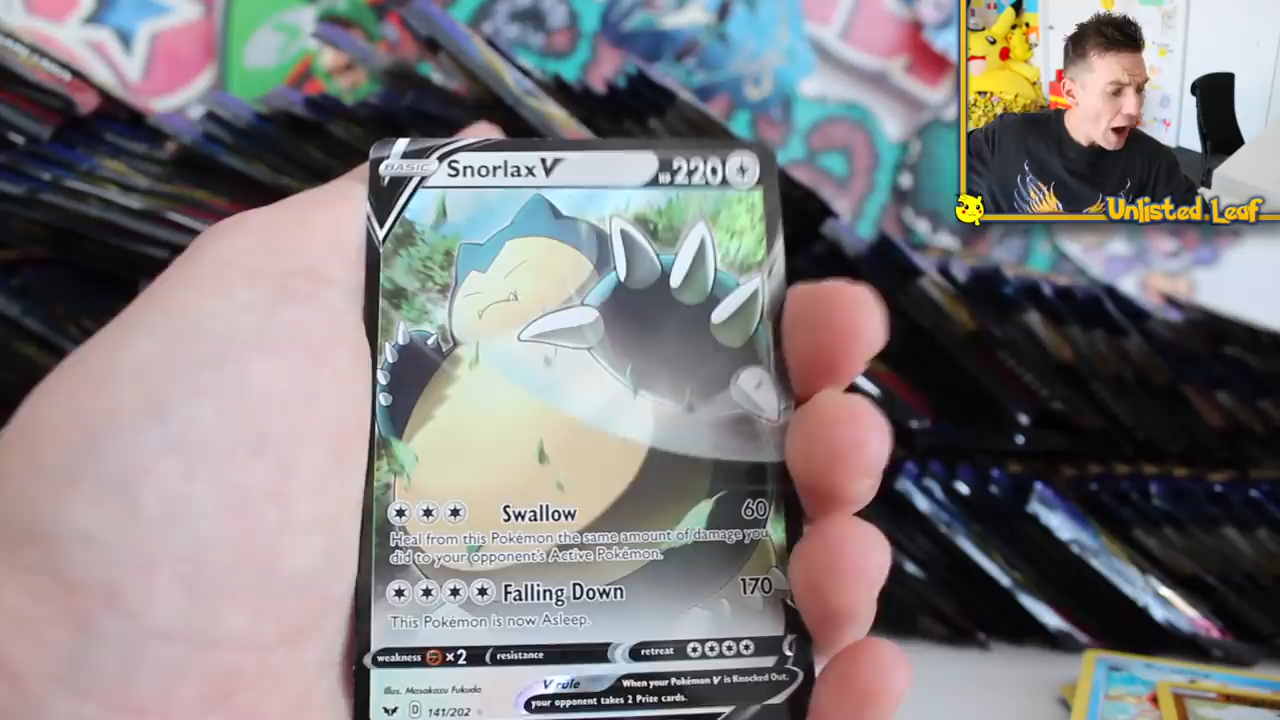 BASIC Snorlax V HP 220
Swallow 60
Heal from this Pokémon the same amount of damage you
did to your opponent's Active Pokémon.
Falling Down 170
This Pokémon is now Asleep.
weakness ×2 resistance retreat
V rule When your Pokémon V is Knocked Out,
your opponent takes 2 Prize cards.
Illus. Masakazu Fukuda
D 141/202
Unlisted.Leaf